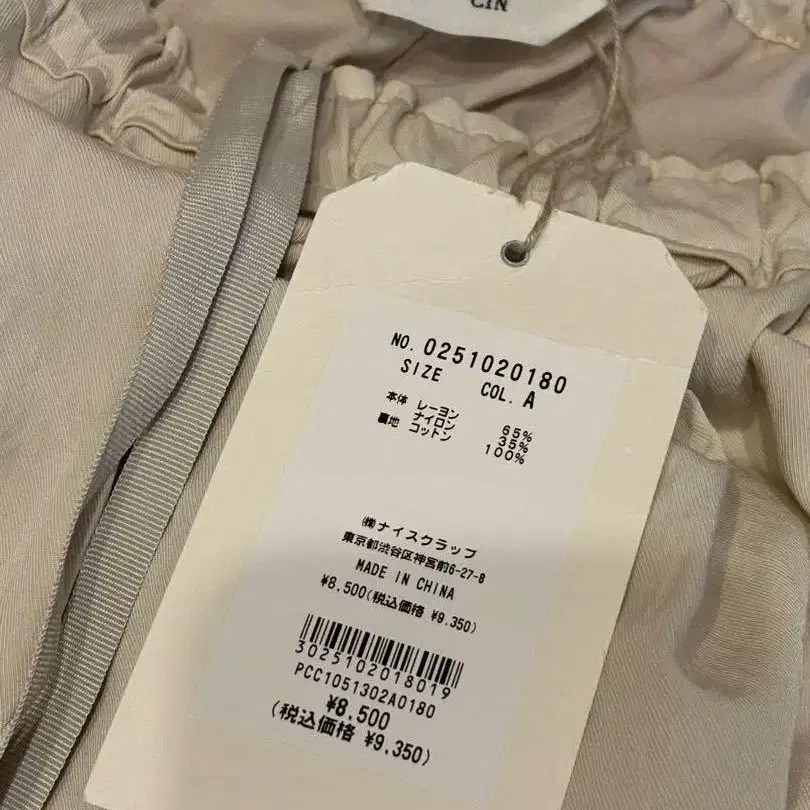 CIN
NO. 0251020180
SIZE COL. A
本体 レーヨン 65%
ナイロン 35%
裏地 コットン 100%
㈱ナイスクラップ
東京都渋谷区神宮前6-27-8
MADE IN CHINA
¥8,500(税込価格 ¥9,350)
3025102018019
PCC1051302A0180
¥8,500
(税込価格 ¥9,350)